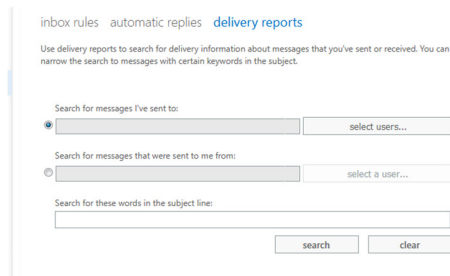 inbox rules automatic replies delivery reports
Use delivery reports to search for delivery information about messages that you've sent or received. You can
narrow the search to messages with certain keywords in the subject.
Search for messages I've sent to:
select users...
Search for messages that were sent to me from:
select a user...
Search for these words in the subject line:
search clear